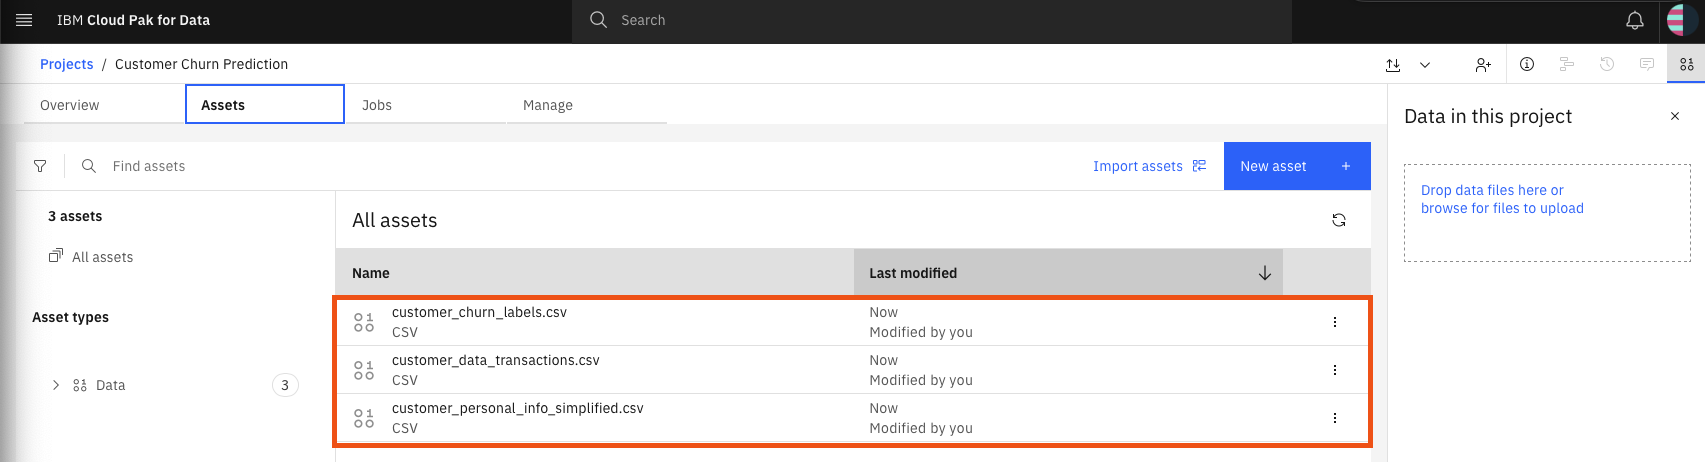 IBM Cloud Pak for Data
Search
Projects / Customer Churn Prediction
Overview
Assets
Jobs
Manage
Data in this project
Find assets
Import assets
New asset +
Drop data files here or
browse for files to upload
3 assets
All assets
Asset types
Data
3
All assets
Name
Last modified
customer_churn_labels.csv
CSV
Now
Modified by you
customer_data_transactions.csv
CSV
Now
Modified by you
customer_personal_info_simplified.csv
CSV
Now
Modified by you